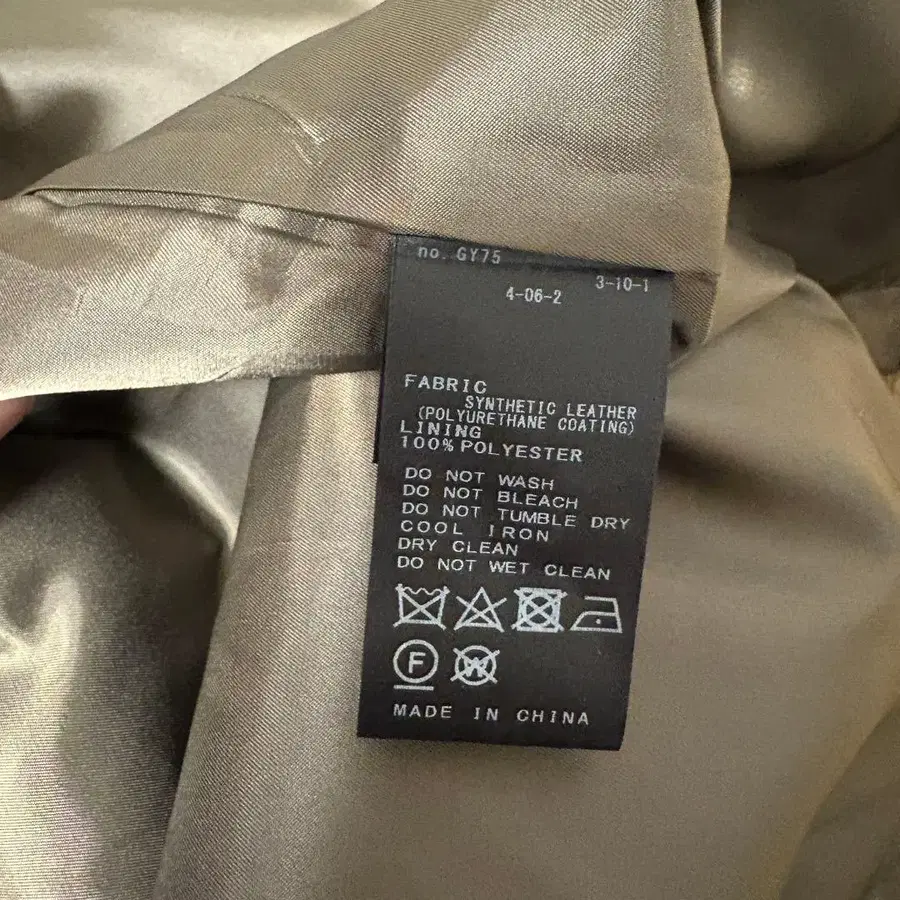 no. GY75
3-10-1
4-06-2
FABRIC
SYNTHETIC LEATHER
(POLYURETHANE COATING)
LINING
100% POLYESTER
DO NOT WASH
DO NOT BLEACH
DO NOT TUMBLE DRY
COOL IRON
DRY CLEAN
DO NOT WET CLEAN
F W
MADE IN CHINA